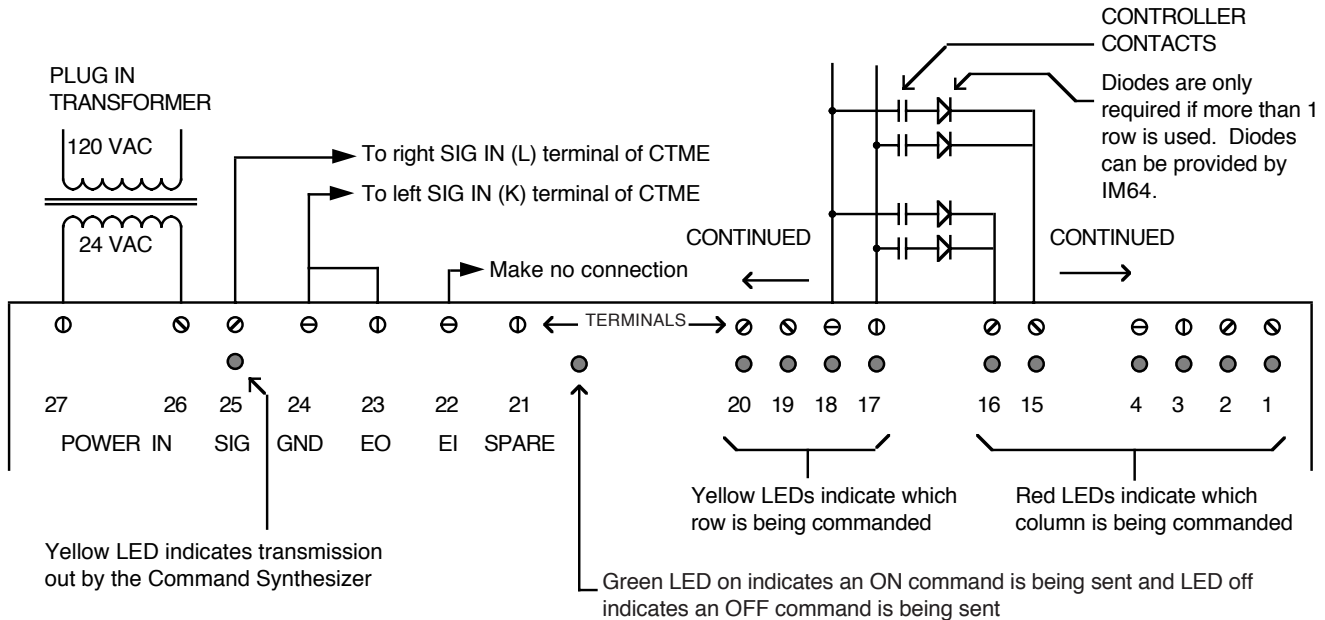 CONTROLLER
CONTACTS
PLUG IN
TRANSFORMER
Diodes are only
required if more than 1
row is used. Diodes
can be provided by
IM64.
120 VAC
To right SIG IN (L) terminal of CTME
To left SIG IN (K) terminal of CTME
24 VAC
CONTINUED
CONTINUED
Make no connection
TERMINALS
27 26 25 24 23 22 21 20 19 18 17 16 15 4 3 2 1
POWER IN SIG GND EO EI SPARE
Yellow LEDs indicate which
row is being commanded
Red LEDs indicate which
column is being commanded
Yellow LED indicates transmission
out by the Command Synthesizer
Green LED on indicates an ON command is being sent and LED off
indicates an OFF command is being sent